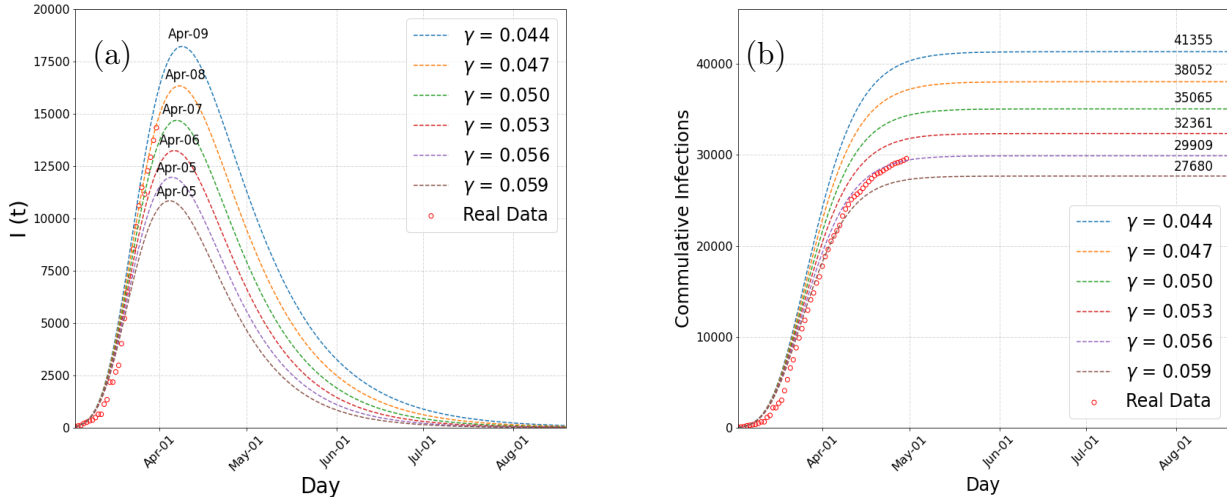 (a)
I (t)
20000
17500
15000
12500
10000
7500
5000
2500
0
Apr-09
Apr-08
Apr-07
Apr-06
Apr-05
Apr-05
γ = 0.044
γ = 0.047
γ = 0.050
γ = 0.053
γ = 0.056
γ = 0.059
Real Data
Apr-01
May-01
Jun-01
Jul-01
Aug-01
Day
(b)
Commulative Infections
40000
30000
20000
10000
0
41355
38052
35065
32361
29909
27680
γ = 0.044
γ = 0.047
γ = 0.050
γ = 0.053
γ = 0.056
γ = 0.059
Real Data
Apr-01
May-01
Jun-01
Jul-01
Aug-01
Day